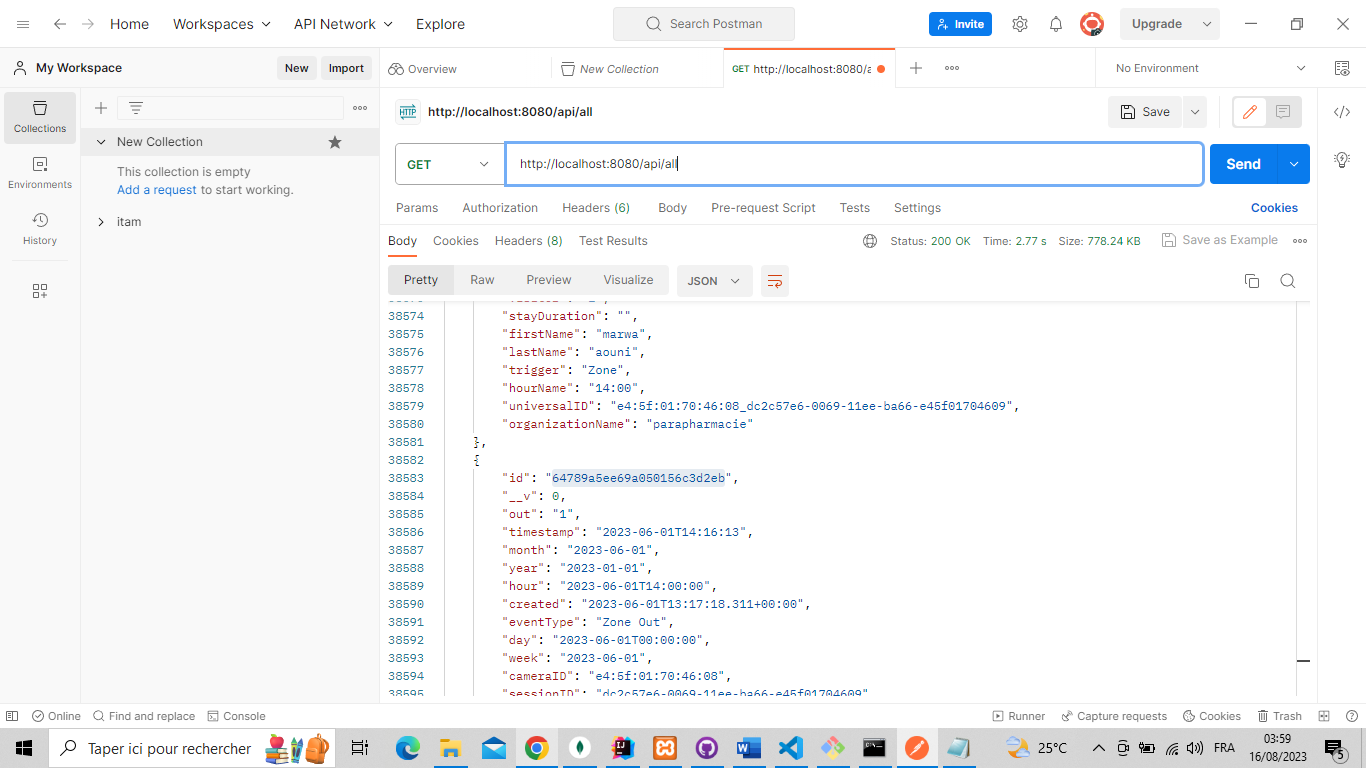 Home
Workspaces
API Network
Explore
Search Postman
Invite
Upgrade
My Workspace
New
Import
Overview
New Collection
GET http://localhost:8080/a
No Environment
Collections
Environments
History
New Collection
This collection is empty
Add a request to start working.
itam
HTTP http://localhost:8080/api/all
Save
GET
http://localhost:8080/api/all
Send
Params
Authorization
Headers (6)
Body
Pre-request Script
Tests
Settings
Cookies
Body
Cookies
Headers (8)
Test Results
Status: 200 OK
Time: 2.77 s
Size: 778.24 KB
Save as Example
Pretty
Raw
Preview
Visualize
JSON
38574 "stayDuration": "",
38575 "firstName": "marwa",
38576 "lastName": "aouni",
38577 "trigger": "Zone",
38578 "hourName": "14:00",
38579 "universalID": "e4:5f:01:70:46:08_dc2c57e6-0069-11ee-ba66-e45f01704609",
38580 "organizationName": "parapharmacie"
38581 },
38582 {
38583 "id": "64789a5ee69a050156c3d2eb",
38584 "__v": 0,
38585 "out": "1",
38586 "timestamp": "2023-06-01T14:16:13",
38587 "month": "2023-06-01",
38588 "year": "2023-01-01",
38589 "hour": "2023-06-01T14:00:00",
38590 "created": "2023-06-01T13:17:18.311+00:00",
38591 "eventType": "Zone Out",
38592 "day": "2023-06-01T00:00:00",
38593 "week": "2023-06-01",
38594 "cameraID": "e4:5f:01:70:46:08",
38595 "sessionID": "dc2c57e6-0069-11ee-ba66-e45f01704609"
Online
Find and replace
Console
Runner
Capture requests
Cookies
Trash
Taper ici pour rechercher
25°C
FRA
03:59
16/08/2023
5